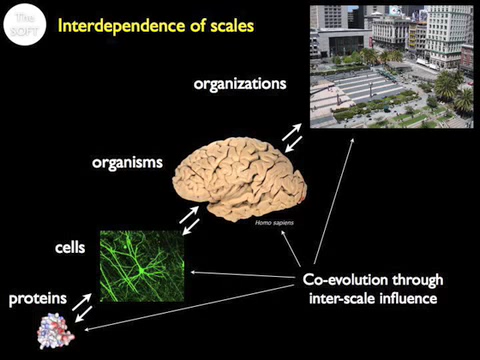 The
SOFT
Interdependence of scales
organizations
organisms
Homo sapiens
cells
proteins
Co-evolution through
inter-scale influence